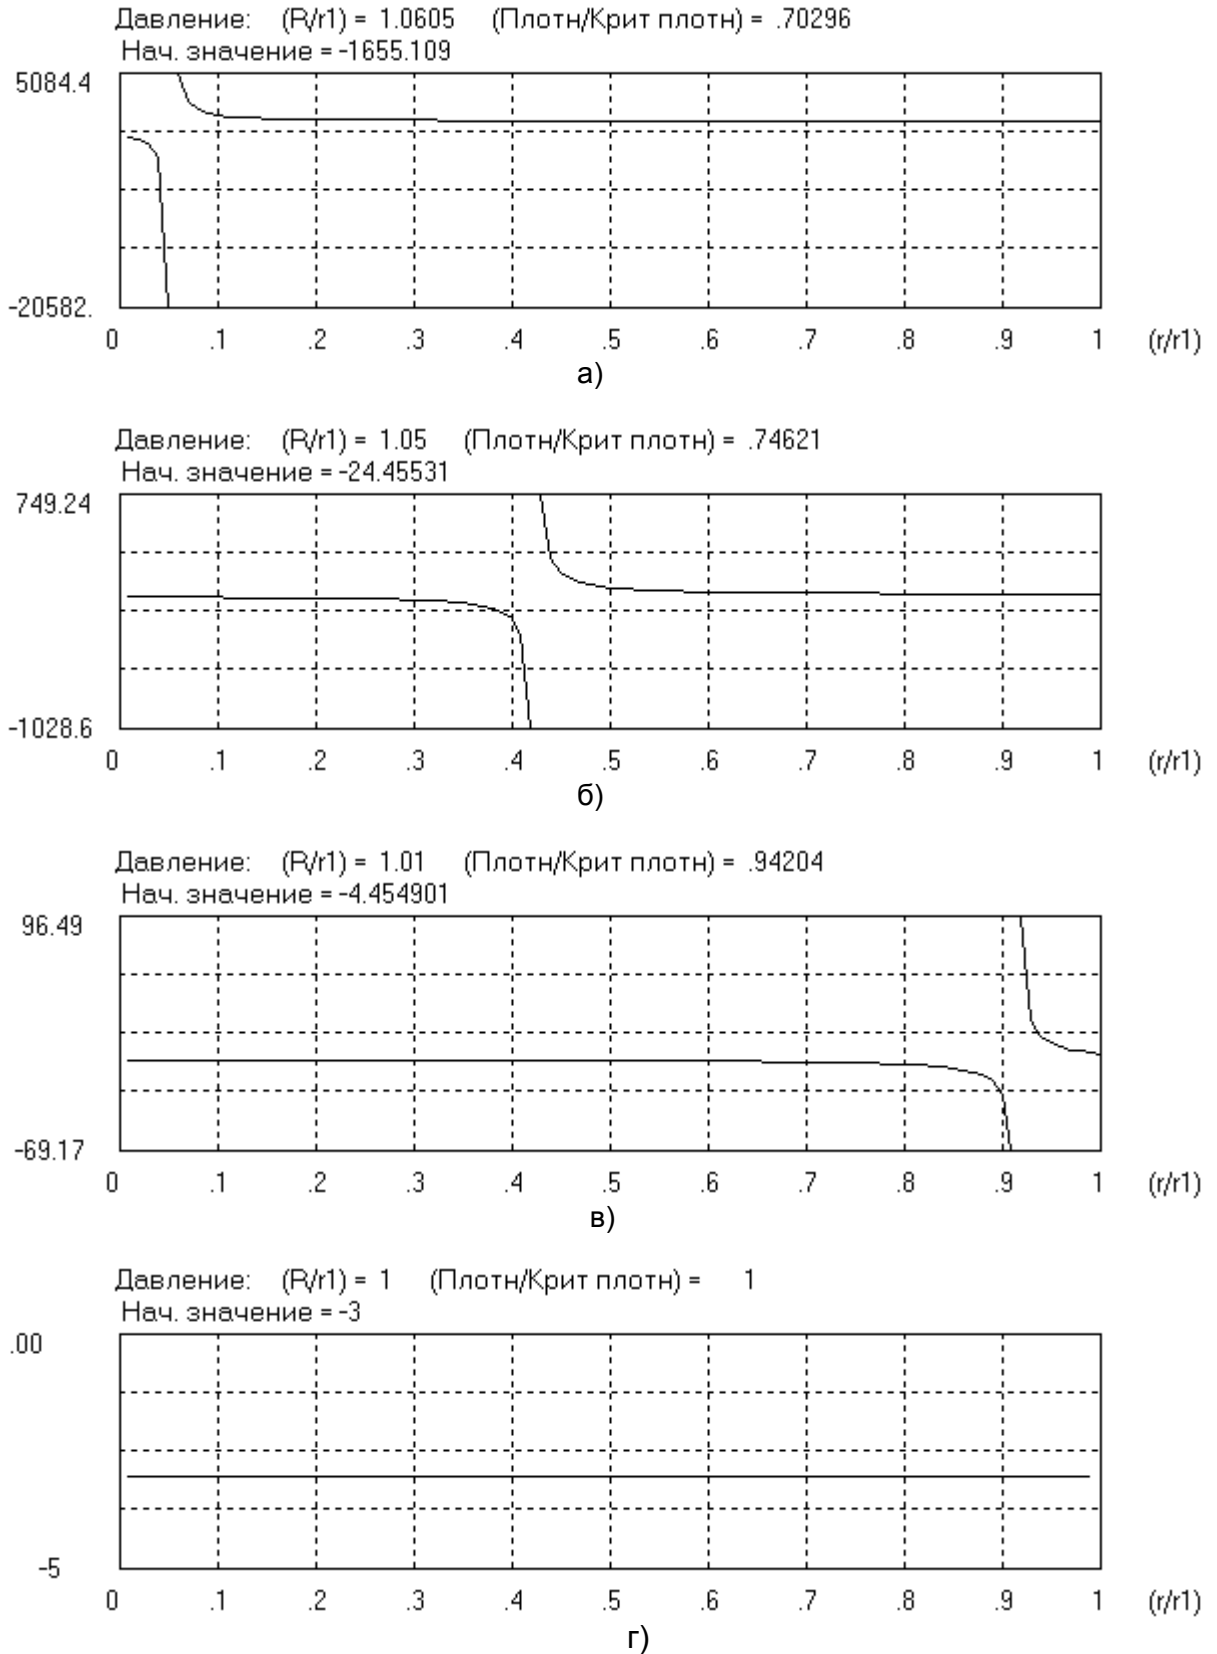 Давление: (R/r1) = 1.0605 (Плотн/Крит плотн) = .70296
Нач. значение = -1655.109
5084.4
-20582.
0 .1 .2 .3 .4 .5 .6 .7 .8 .9 1 (r/r1)
а)
Давление: (R/r1) = 1.05 (Плотн/Крит плотн) = .74621
Нач. значение = -24.45531
749.24
-1028.6
0 .1 .2 .3 .4 .5 .6 .7 .8 .9 1 (r/r1)
б)
Давление: (R/r1) = 1.01 (Плотн/Крит плотн) = .94204
Нач. значение = -4.454901
96.49
-69.17
0 .1 .2 .3 .4 .5 .6 .7 .8 .9 1 (r/r1)
в)
Давление: (R/r1) = 1 (Плотн/Крит плотн) = 1
Нач. значение = -3
.00
-5
0 .1 .2 .3 .4 .5 .6 .7 .8 .9 1 (r/r1)
г)